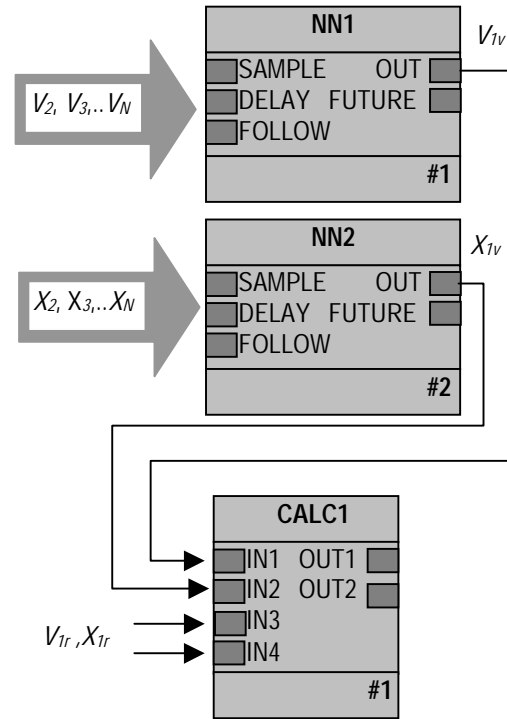 NN1
V1v
SAMPLE OUT
V2, V3,..VN
DELAY FUTURE
FOLLOW
#1
NN2
X1v
SAMPLE OUT
X2, X3,..XN
DELAY FUTURE
FOLLOW
#2
CALC1
IN1 OUT1
IN2 OUT2
IN3
V1r ,X1r
IN4
#1